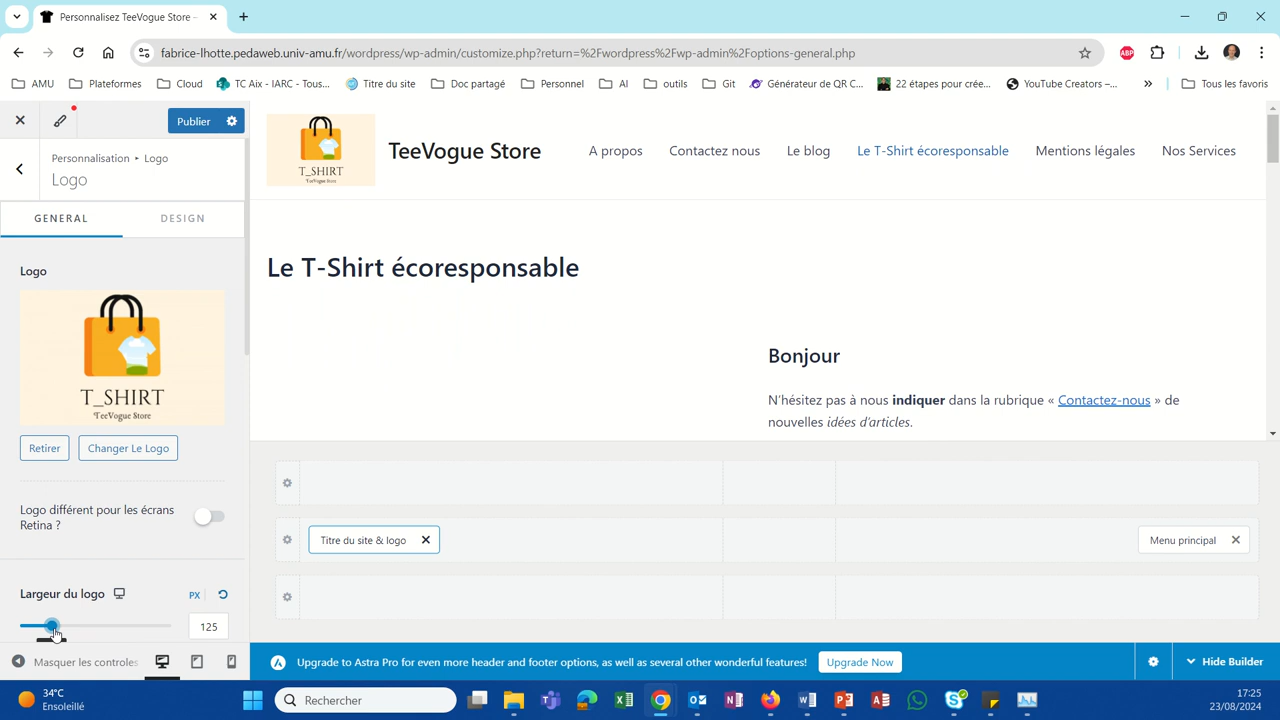 Personnalisez TeeVogue Store –
fabrice-lhotte.pedaweb.univ-amu.fr/wordpress/wp-admin/customize.php?return=%2Fwordpress%2Fwp-admin%2Foptions-general.php
ABP
AMU
Plateformes
Cloud
TC Aix - IARC - Tous...
Titre du site
Doc partagé
Personnel
AI
outils
Git
Générateur de QR C...
22 étapes pour crée...
YouTube Creators –...
»
Tous les favoris
Publier
Personnalisation ▸ Logo
Logo
GENERAL
DESIGN
Logo
T_SHIRT
TeeVogue Store
Retirer
Changer Le Logo
Logo différent pour les écrans
Retina ?
Largeur du logo
PX
125
Masquer les controles
T_SHIRT
TeeVogue Store
TeeVogue Store
A propos
Contactez nous
Le blog
Le T-Shirt écoresponsable
Mentions légales
Nos Services
Le T-Shirt écoresponsable
Bonjour
N'hésitez pas à nous indiquer dans la rubrique « Contactez-nous » de
nouvelles idées d'articles.
Titre du site & logo
Menu principal
Upgrade to Astra Pro for even more header and footer options, as well as several other wonderful features!
Upgrade Now
Hide Builder
34°C
Ensoleillé
Rechercher
17:25
23/08/2024